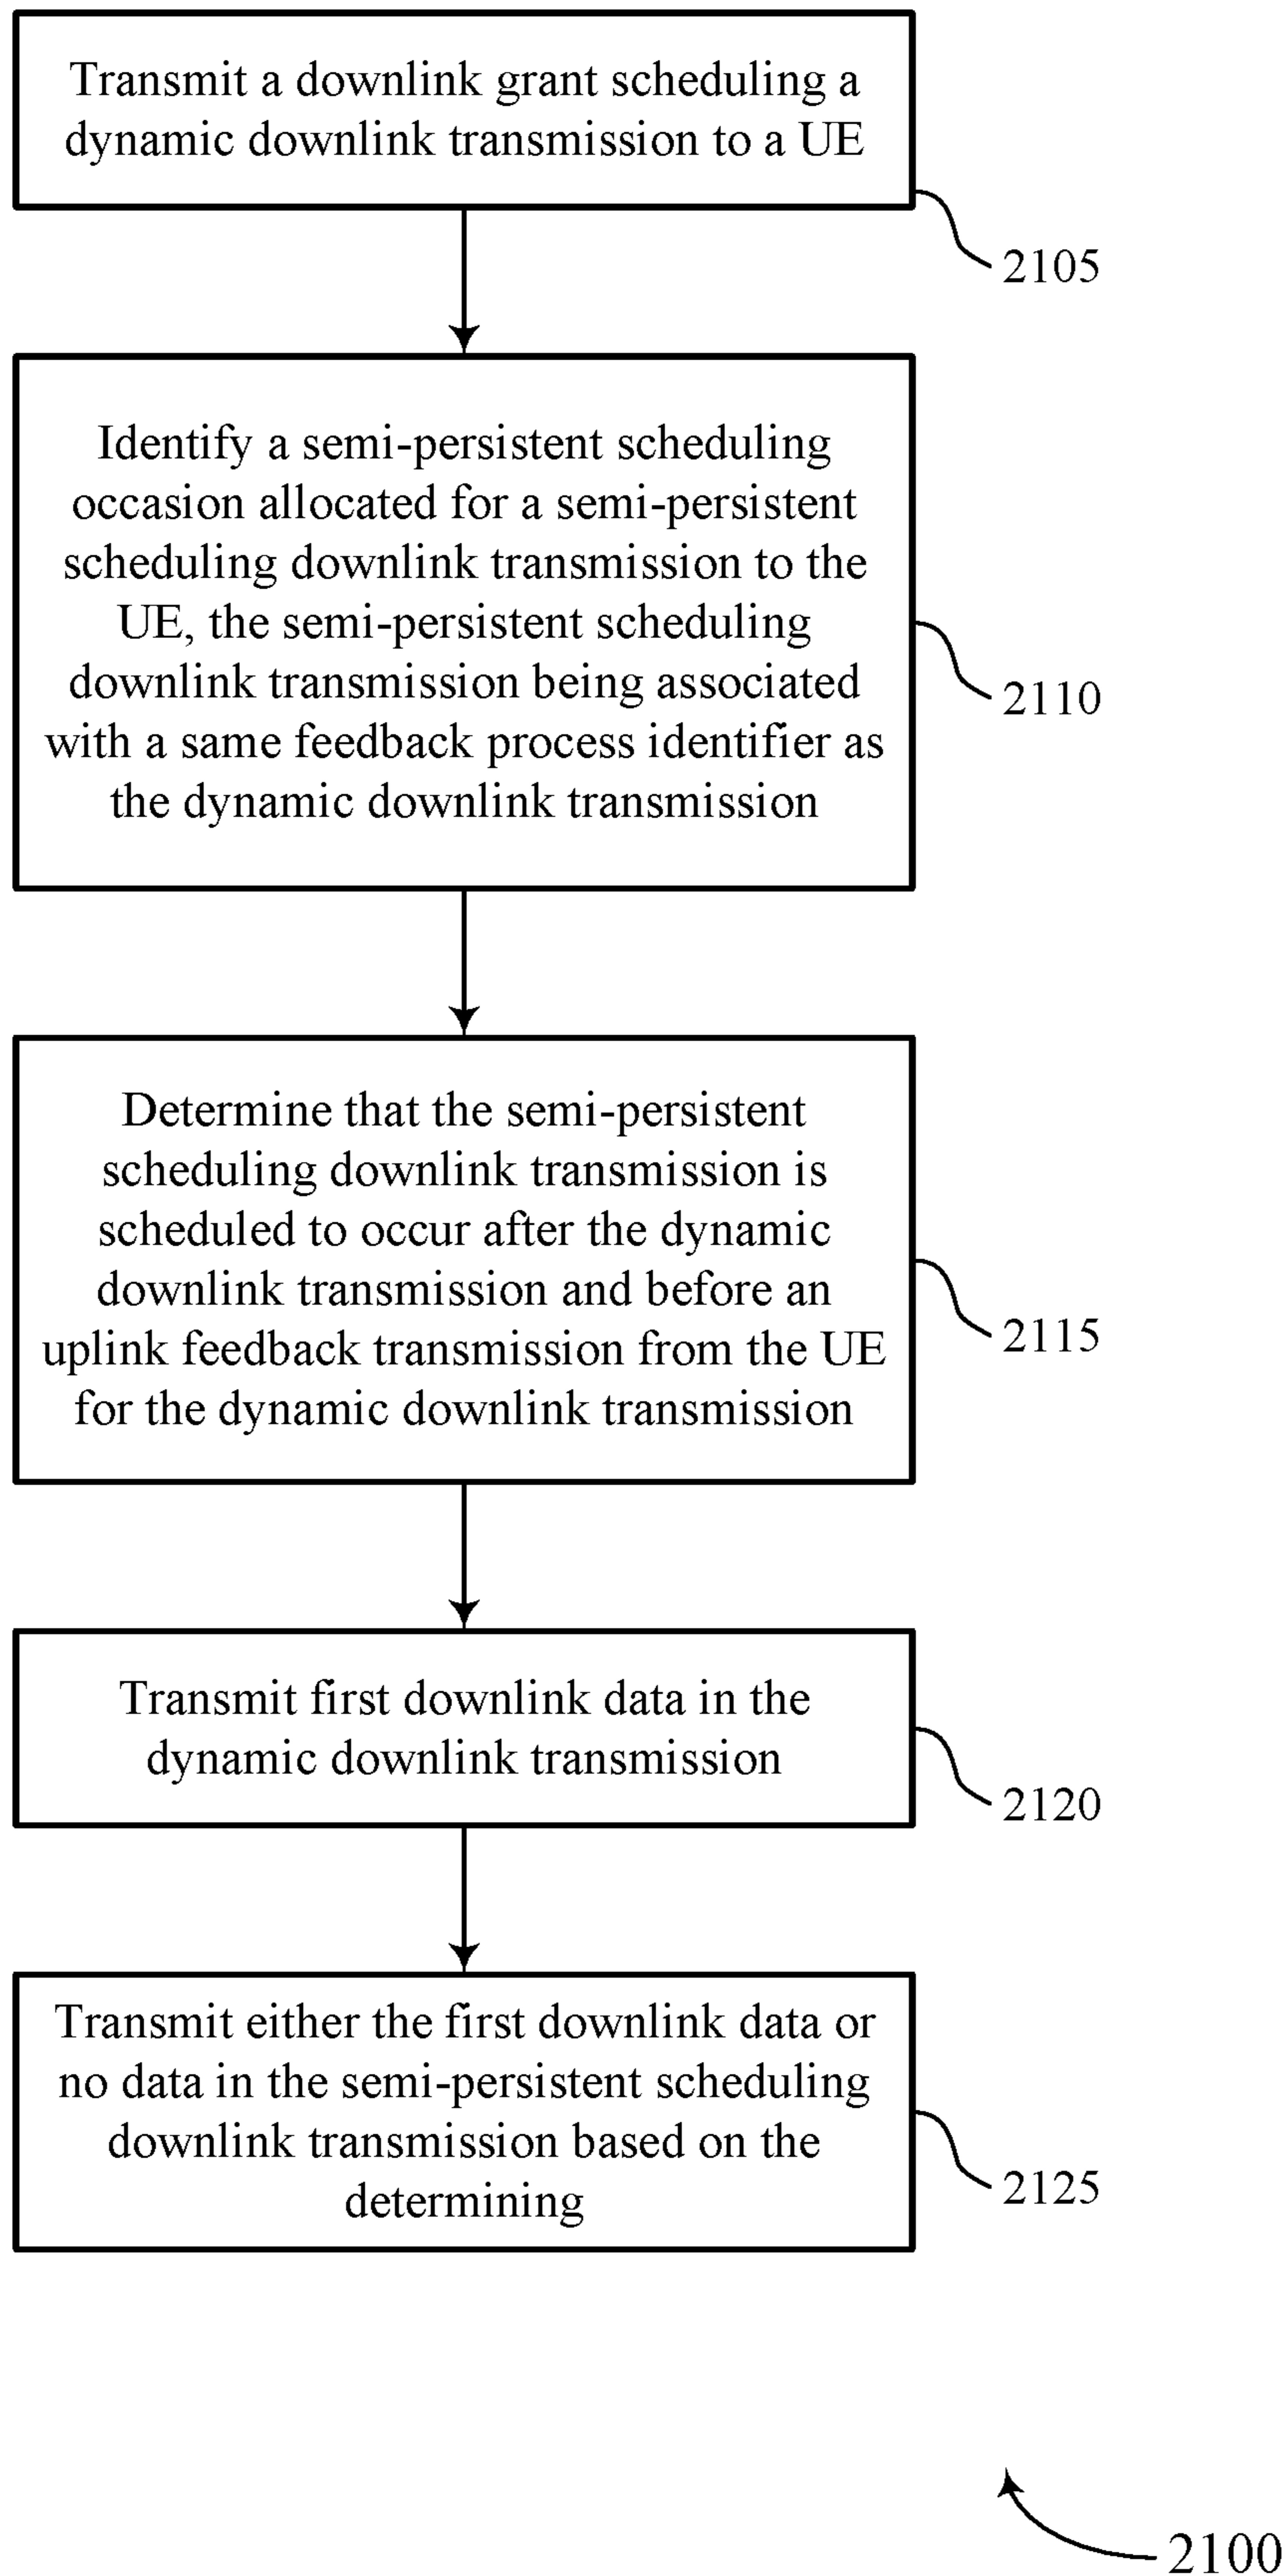 Transmit a downlink grant scheduling a
dynamic downlink transmission to a UE
2105
Identify a semi-persistent scheduling
occasion allocated for a semi-persistent
scheduling downlink transmission to the
UE, the semi-persistent scheduling
downlink transmission being associated
with a same feedback process identifier as
the dynamic downlink transmission
2110
Determine that the semi-persistent
scheduling downlink transmission is
scheduled to occur after the dynamic
downlink transmission and before an
uplink feedback transmission from the UE
for the dynamic downlink transmission
2115
Transmit first downlink data in the
dynamic downlink transmission
2120
Transmit either the first downlink data or
no data in the semi-persistent scheduling
downlink transmission based on the
determining
2125
2100